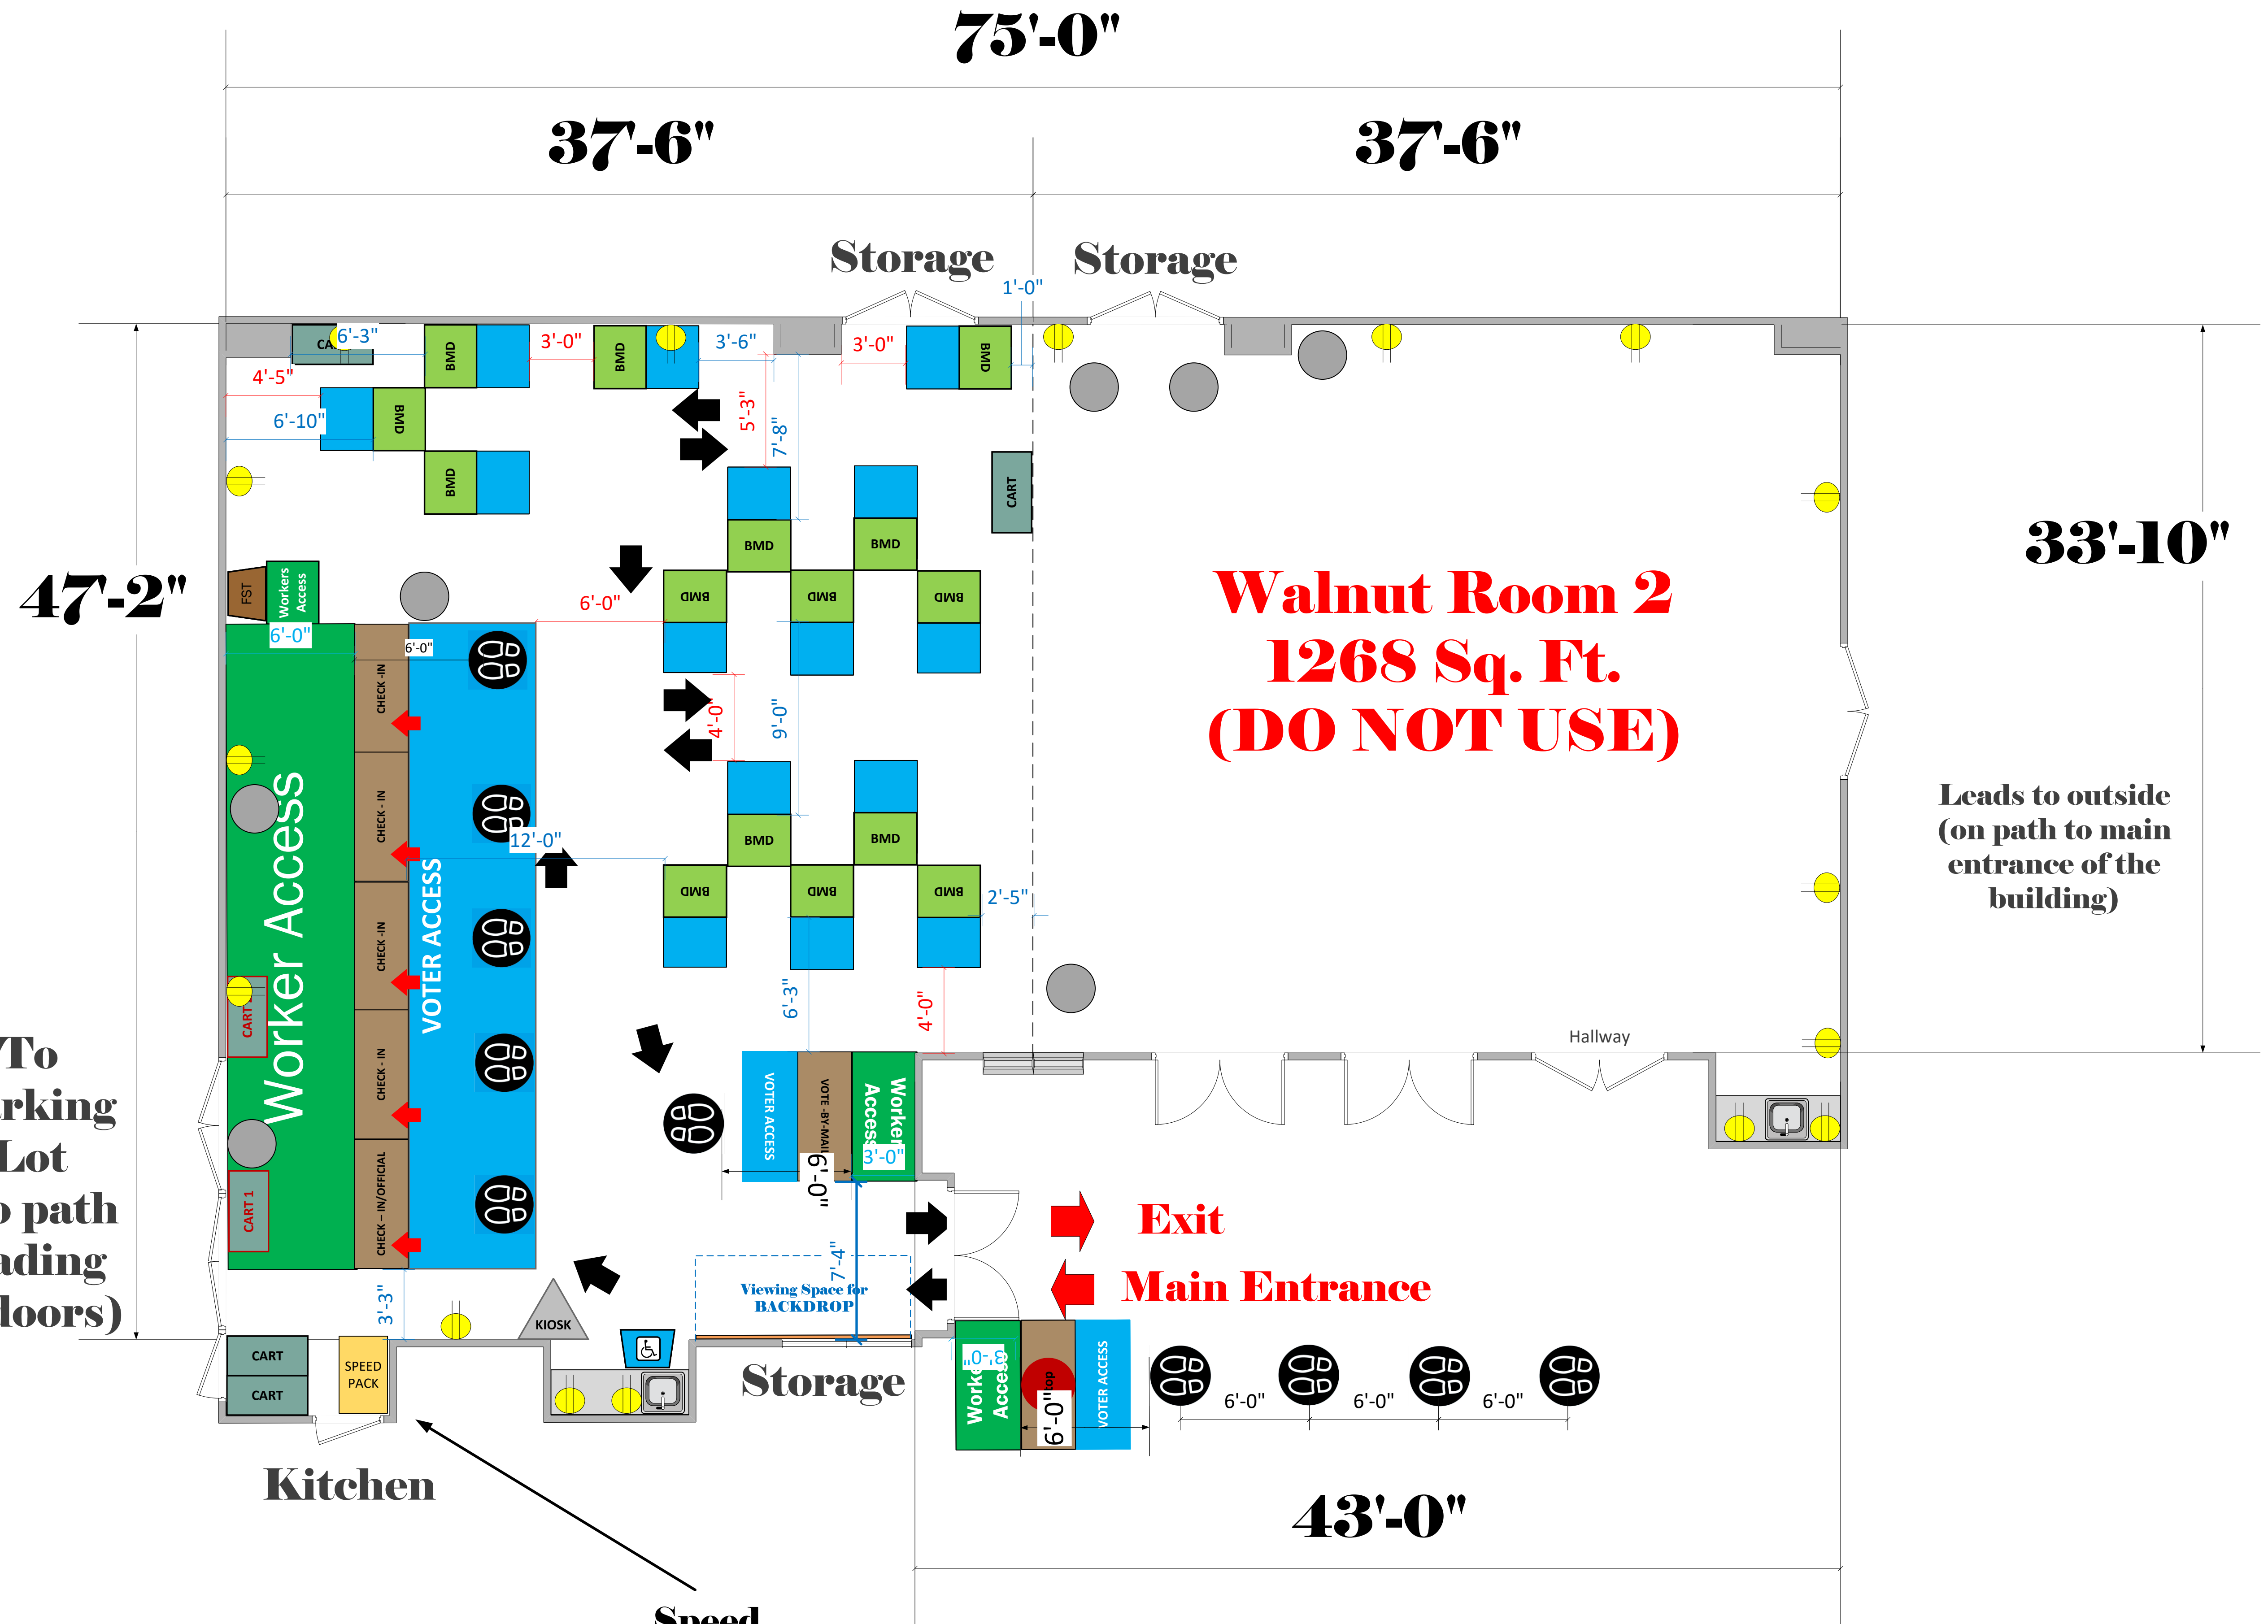 75'-0"
37'-6"
37'-6"
Storage
Storage
1'-0"
6'-3"
BMD
3'-0"
BMD
3'-6"
3'-0"
BMD
4'-5"
6'-10"
BMD
5'-3"
7'-8"
BMD
CART
47'-2"
33'-10"
FST
Workers
Access
6'-0"
BMD
BMD
6'-0"
BMD
BMD
BMD
Walnut Room 2
1268 Sq. Ft.
(DO NOT USE)
6'-0"
CHECK -IN
CHECK - IN
CHECK -IN
CHECK - IN
CHECK – IN/OFFICIAL
Worker Access
VOTER ACCESS
4'-0"
9'-0"
12'-0"
BMD
BMD
BMD
BMD
BMD
2'-5"
6'-3"
4'-0"
Leads to outside
(on path to main
entrance of the
building)
Hallway
CART
CART 1
To
Lot
path
VOTER ACCESS
VOTE -BY-MAIL
Worker
Access
3'-0"
6'-0"
7'-4"
Viewing Space for
BACKDROP
Exit
Main Entrance
3'-3"
KIOSK
CART
CART
SPEED
PACK
Storage
3'-0"
Access
6'-0"
VOTER ACCESS
6'-0"
6'-0"
6'-0"
Kitchen
43'-0"
Speed